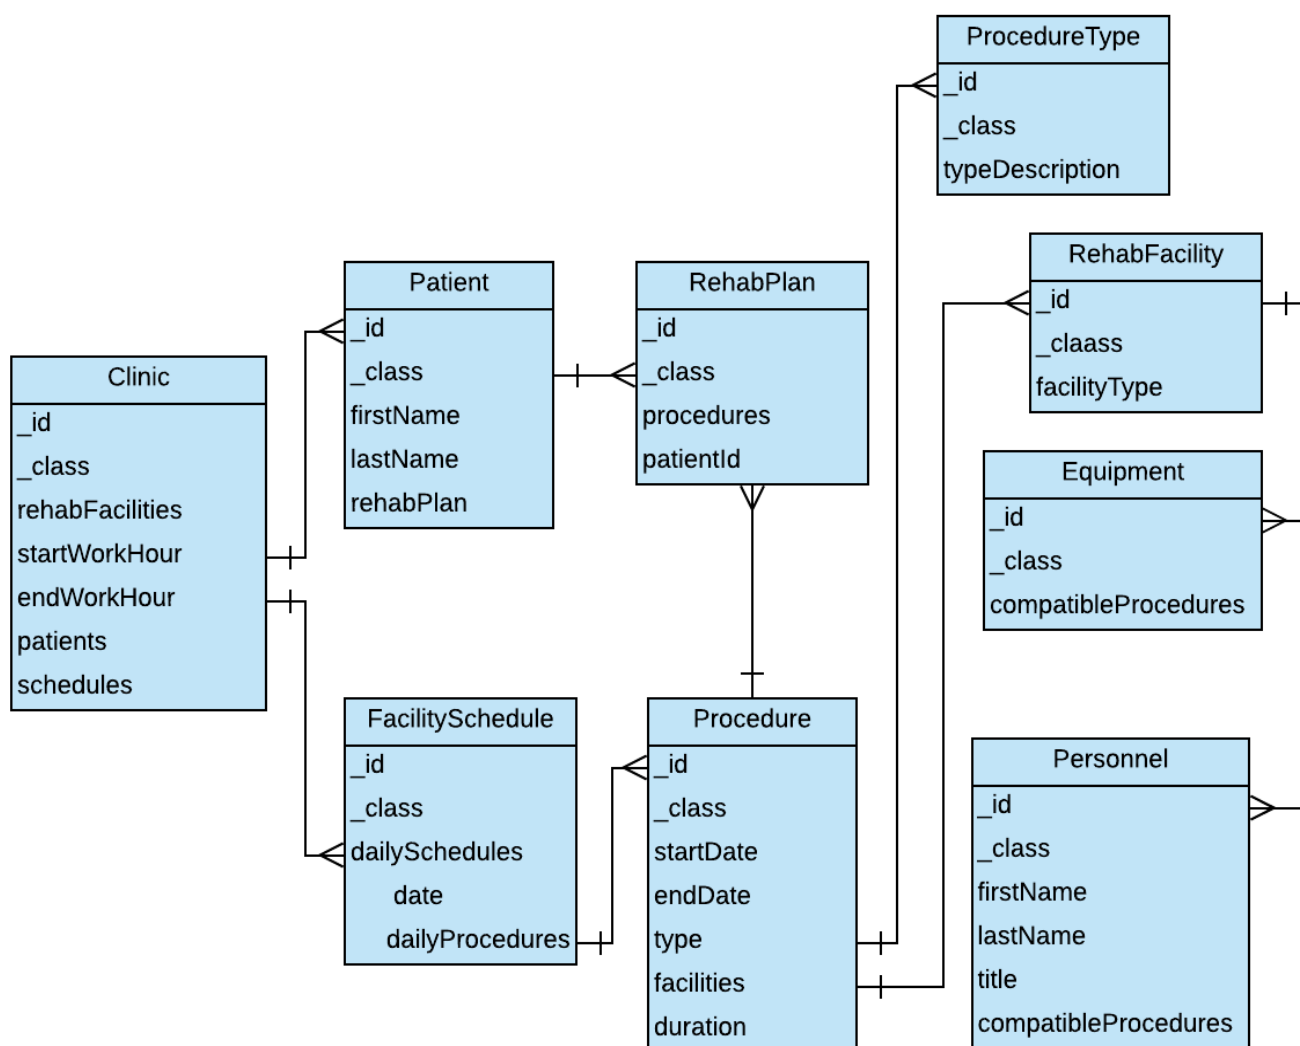 ProcedureType
_id
_class
typeDescription
RehabFacility
_id
_claass
facilityType
Patient
_id
_class
firstName
lastName
rehabPlan
RehabPlan
_id
_class
procedures
patientId
Clinic
_id
_class
rehabFacilities
startWorkHour
endWorkHour
patients
schedules
Equipment
_id
_class
compatibleProcedures
FacilitySchedule
_id
_class
dailySchedules
date
dailyProcedures
Procedure
_id
_class
startDate
endDate
type
facilities
duration
Personnel
_id
_class
firstName
lastName
title
compatibleProcedures